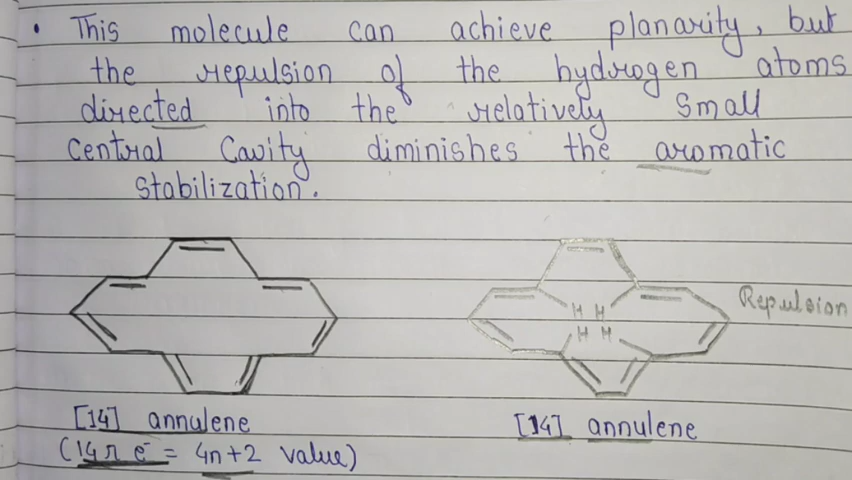 • This molecule can achieve planarity, but
the repulsion of the hydrogen atoms
directed into the relatively small
central cavity diminishes the aromatic
stabilization.
H H
H H
Repulsion
[14] annulene
(14π e⁻ = 4n+2 value)
[14] annulene